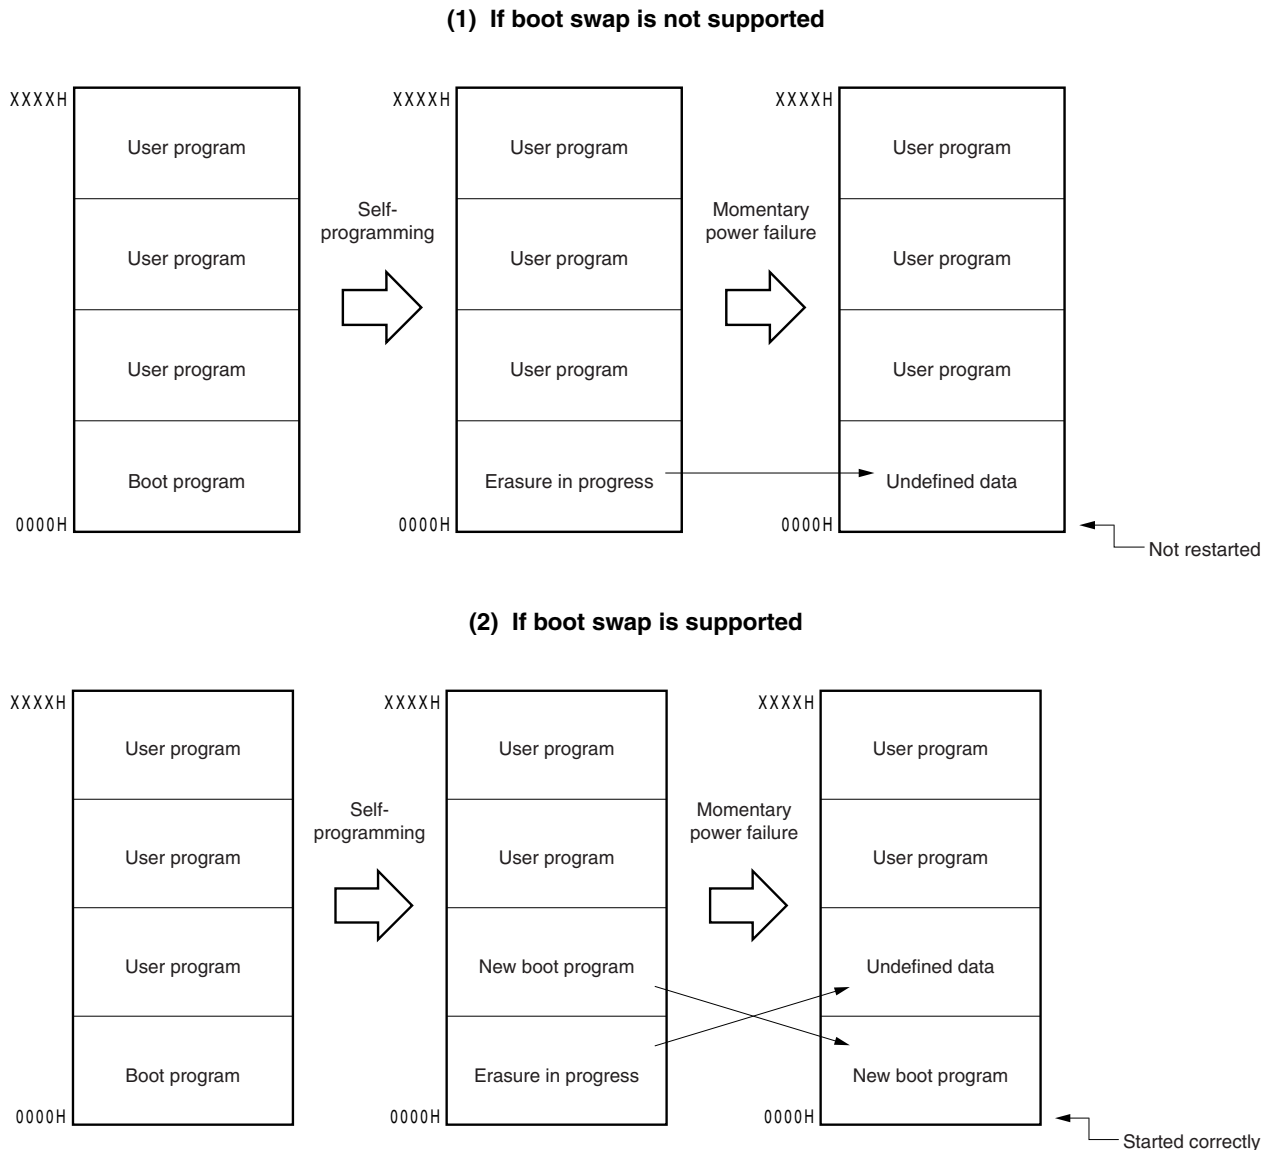 (1) If boot swap is not supported
XXXXH
XXXXH
XXXXH
User program
User program
User program
Self-
programming
Momentary
power failure
User program
User program
User program
User program
User program
User program
Boot program
Erasure in progress
Undefined data
0000H
0000H
0000H
Not restarted
(2) If boot swap is supported
XXXXH
XXXXH
XXXXH
User program
User program
User program
Self-
programming
Momentary
power failure
User program
User program
User program
User program
New boot program
Undefined data
Boot program
Erasure in progress
New boot program
0000H
0000H
0000H
Started correctly